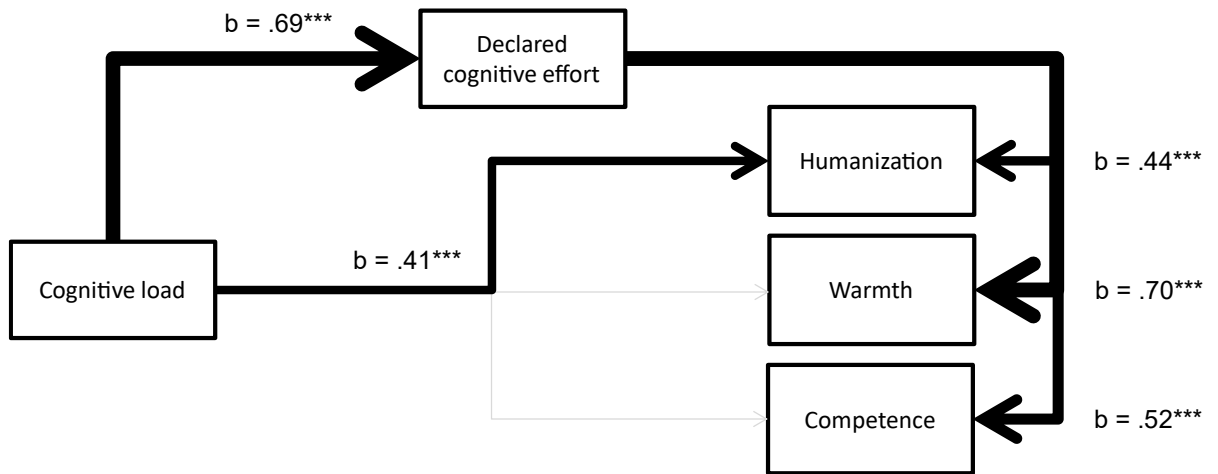 b = .69***
Declared
cognitive effort
Humanization
b = .44***
Cognitive load
b = .41***
Warmth
b = .70***
Competence
b = .52***